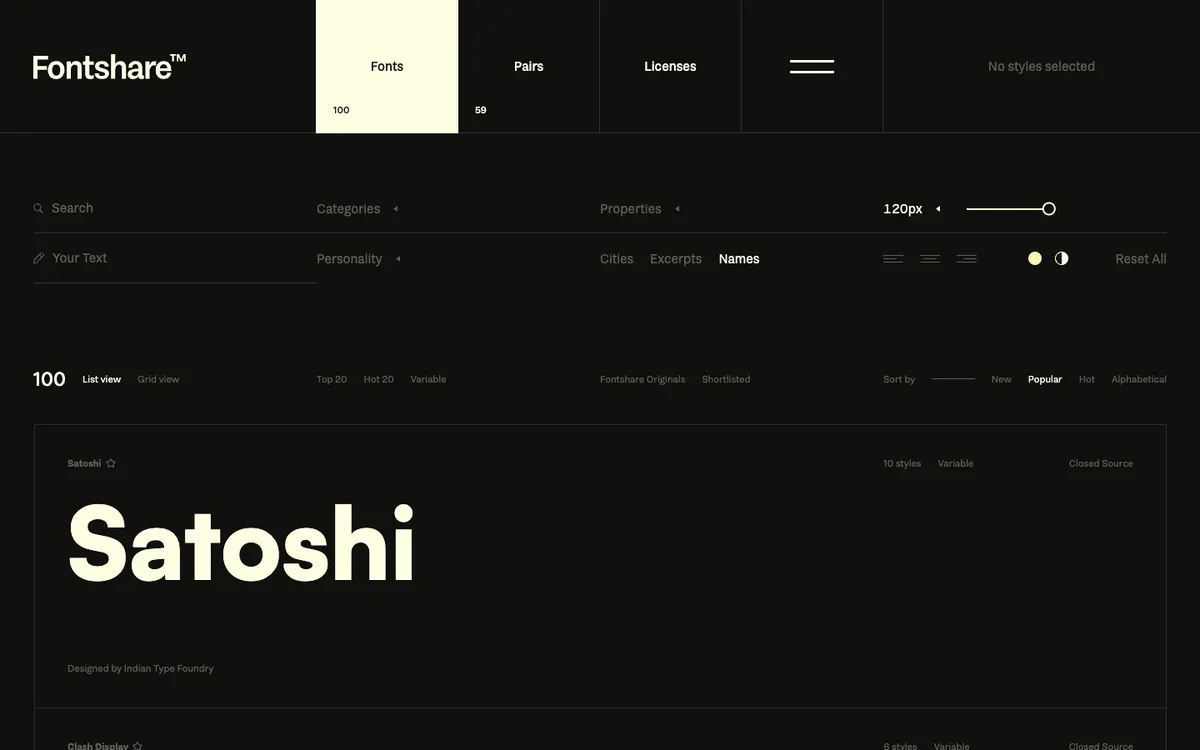 Fontshare™
Fonts
100
Pairs
59
Licenses
No styles selected
Search
Categories
Properties
120px
Your Text
Personality
Cities Excerpts Names
Reset All
100 List view Grid view
Top 20 Hot 20 Variable
Fontshare Originals Shortlisted
Sort by New Popular Hot Alphabetical
Satoshi
10 styles Variable
Closed Source
Satoshi
Designed by Indian Type Foundry
Clash Display
6 styles Variable
Closed Source